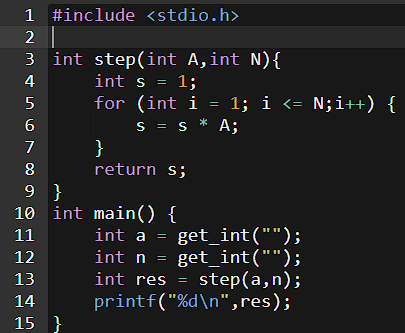 1 #include <stdio.h>
2
3 int step(int A,int N){
4     int s = 1;
5     for (int i = 1; i <= N;i++) {
6         s = s * A;
7     }
8     return s;
9 }
10 int main() {
11     int a = get_int("");
12     int n = get_int("");
13     int res = step(a,n);
14     printf("%d\n",res);
15 }